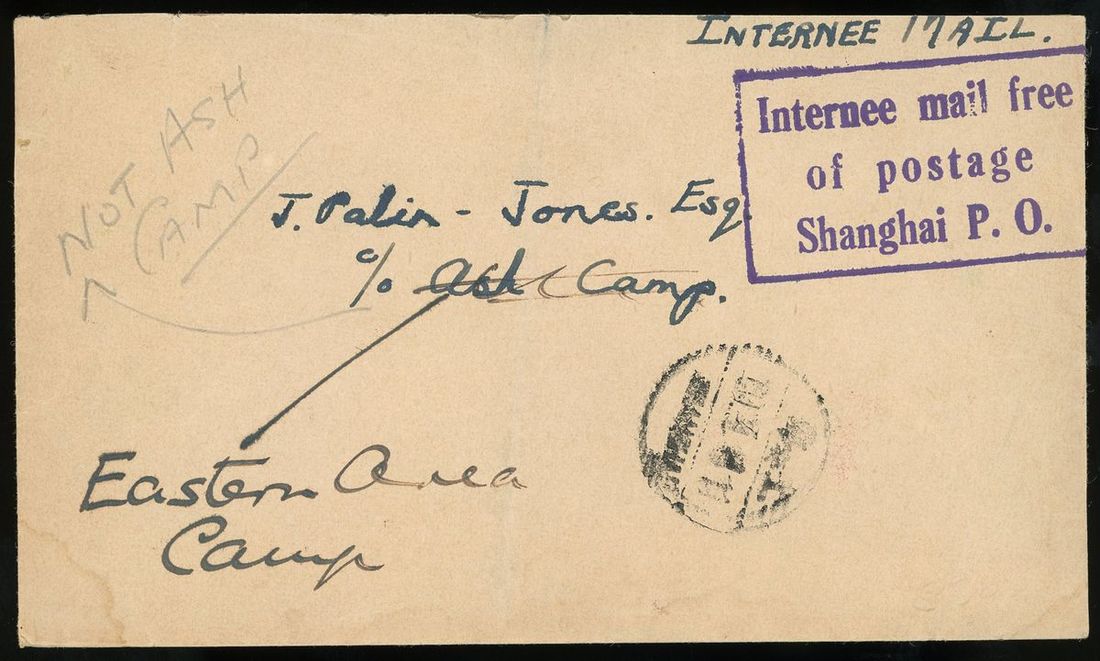 INTERNEE MAIL.
Internee mail free
of postage
Shanghai P. O.
NOT ASH
CAMP
J. Palin - Jones. Esq.
c/o Ash Camp.
Eastern Area
Camp